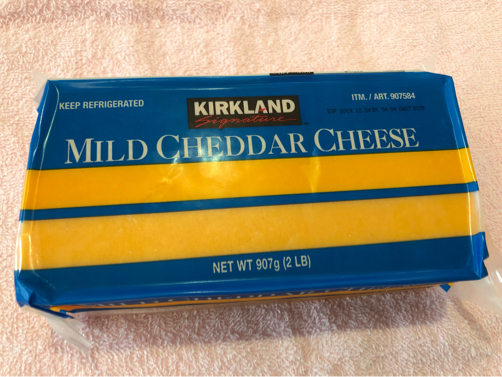 KEEP REFRIGERATED
KIRKLAND
Signature
ITM. / ART. 907584
MILD CHEDDAR CHEESE
NET WT 907g (2 LB)